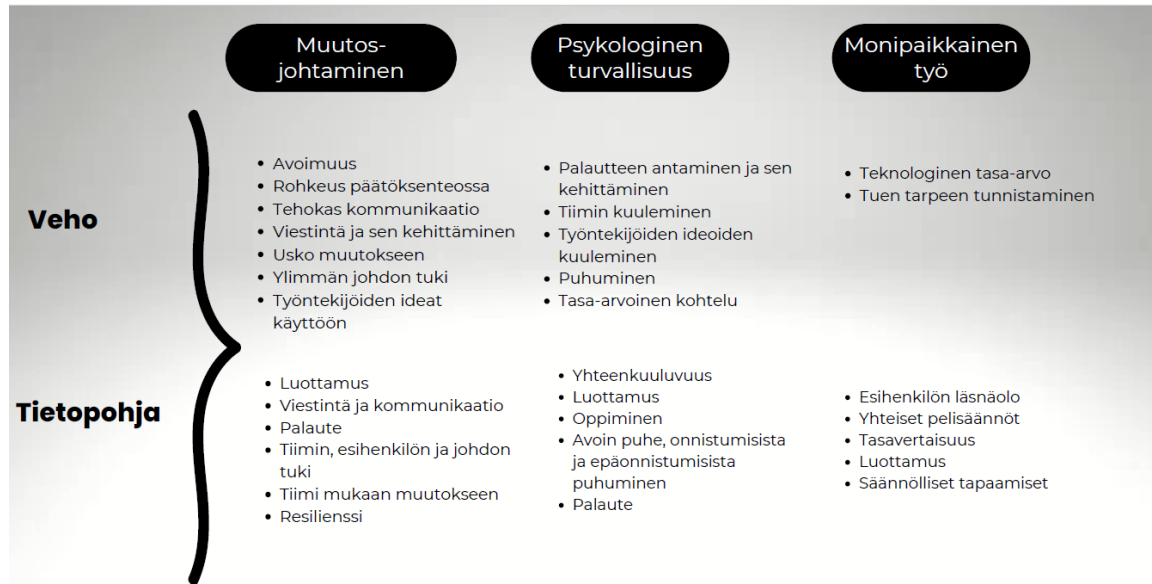 Muutos-
johtaminen
Psykologinen
turvallisuus
Monipaikkainen
työ
Veho
• Avoimuus
• Rohkeus päätöksenteossa
• Tehokas kommunikaatio
• Viestintä ja sen kehittäminen
• Usko muutokseen
• Ylimmän johdon tuki
• Työntekijöiden ideat
käyttöön
• Palautteen antaminen ja sen
kehittäminen
• Tiimin kuuleminen
• Työntekijöiden ideoiden
kuuleminen
• Puhuminen
• Tasa-arvoinen kohtelu
• Teknologinen tasa-arvo
• Tuen tarpeen tunnistaminen
Tietopohja
• Luottamus
• Viestintä ja kommunikaatio
• Palaute
• Tiimin, esihenkilön ja johdon
tuki
• Tiimi mukaan muutokseen
• Resilienssi
• Yhteenkuuluvuus
• Luottamus
• Oppiminen
• Avoin puhe, onnistumisista
ja epäonnistumisista
puhuminen
• Palaute
• Esihenkilön läsnäolo
• Yhteiset pelisäännöt
• Tasavertaisuus
• Luottamus
• Säännölliset tapaamiset